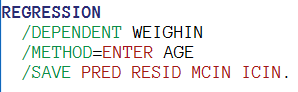 REGRESSION
/DEPENDENT WEIGHIN
/METHOD=ENTER AGE
/SAVE PRED RESID MCIN ICIN.